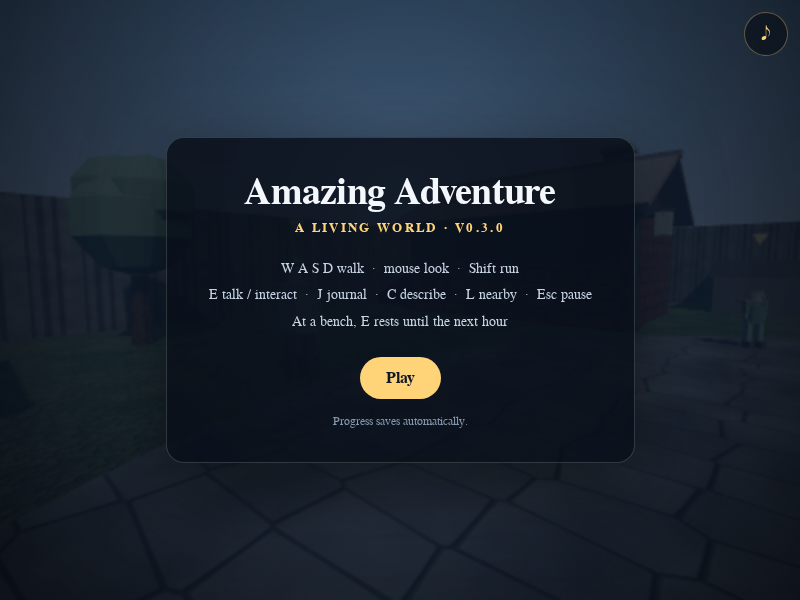 Amazing Adventure
A LIVING WORLD · V0.3.0
W A S D walk · mouse look · Shift run
E talk / interact · J journal · C describe · L nearby · Esc pause
At a bench, E rests until the next hour
Play
Progress saves automatically.